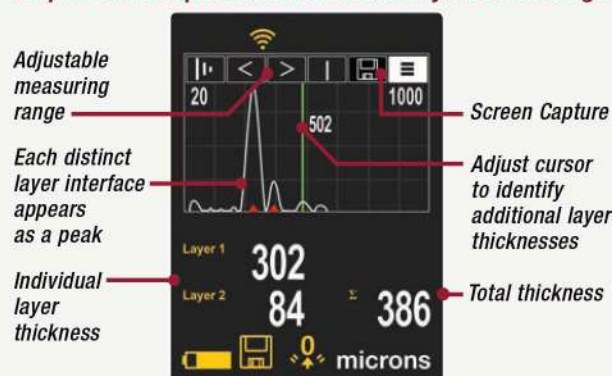 Adjustable
measuring
range
Each distinct
layer interface
appears
as a peak
Individual
layer
thickness
20
1000
502
Layer 1
302
Layer 2
84
Σ
386
0
microns
Screen Capture
Adjust cursor
to identify
additional layer
thicknesses
Total thickness